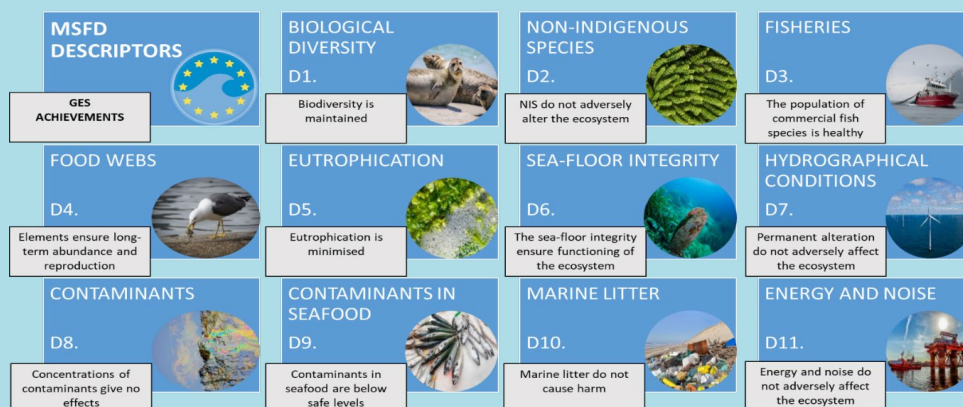 MSFD
DESCRIPTORS
GES
ACHIEVEMENTS
BIOLOGICAL
DIVERSITY
D1.
Biodiversity is
maintained
NON-INDIGENOUS
SPECIES
D2.
NIS do not adversely
alter the ecosystem
FISHERIES
D3.
The population of
commercial fish
species is healthy
FOOD WEBS
D4.
Elements ensure long-
term abundance and
reproduction
EUTROPHICATION
D5.
Eutrophication is
minimised
SEA-FLOOR INTEGRITY
D6.
The sea-floor integrity
ensure functioning of
the ecosystem
HYDROGRAPHICAL
CONDITIONS
D7.
Permanent alteration
do not adversely affect
the ecosystem
CONTAMINANTS
D8.
Concentrations of
contaminants give no
effects
CONTAMINANTS IN
SEAFOOD
D9.
Contaminants in
seafood are below
safe levels
MARINE LITTER
D10.
Marine litter do not
cause harm
ENERGY AND NOISE
D11.
Energy and noise do
not adversely affect
the ecosystem